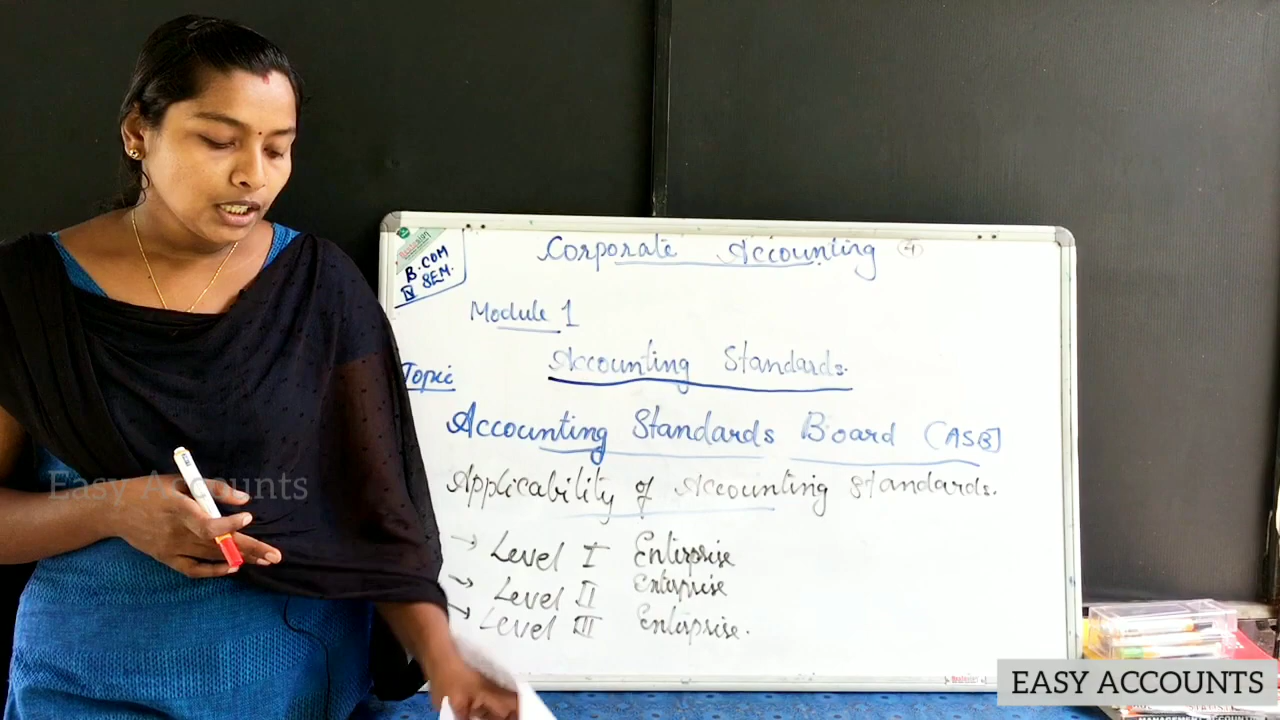 B.COM
IV SEM.
Corporate Accounting
Module 1
Accounting Standards.
Topic
Accounting Standards Board (ASB)
Applicability of Accounting Standards.
→ Level I Enterprise
→ Level II Enterprise
→ Level III Enterprise.
Easy Accounts
EASY ACCOUNTS